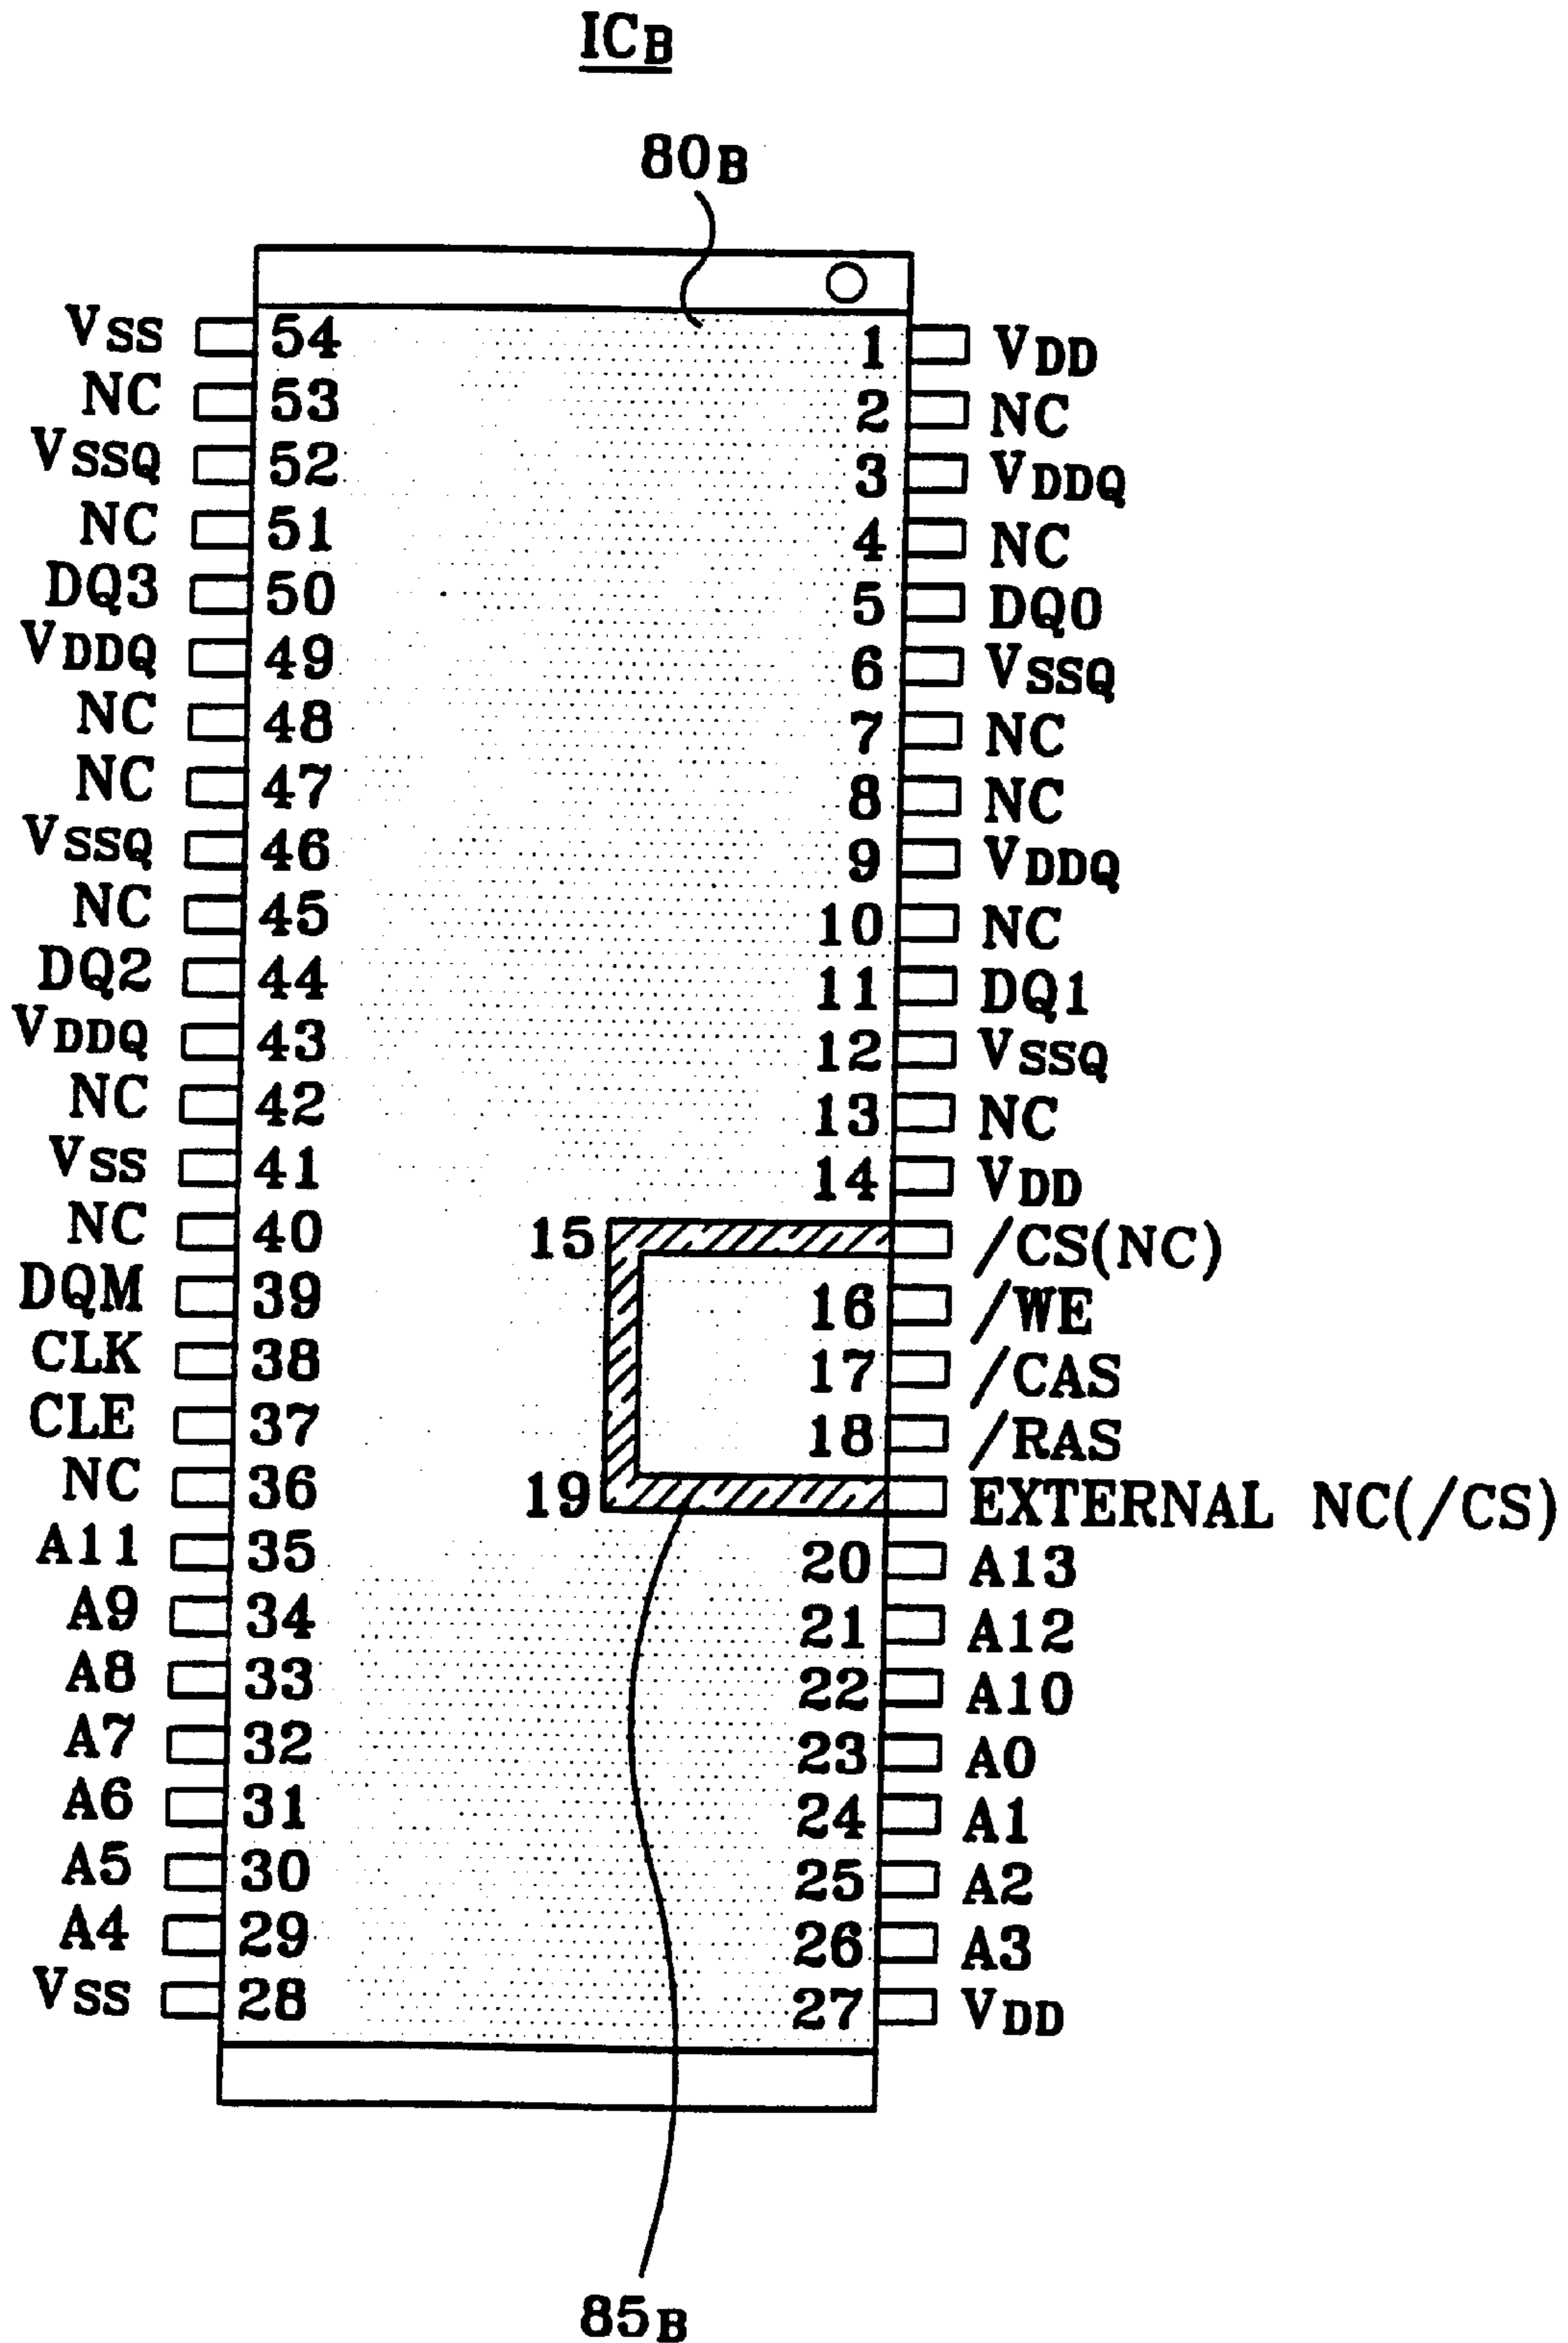 ICB
80B
VSS 54 1 VDD
NC 53 2 NC
VSSQ 52 3 VDDQ
NC 51 4 NC
DQ3 50 5 DQ0
VDDQ 49 6 VSSQ
NC 48 7 NC
NC 47 8 NC
VSSQ 46 9 VDDQ
NC 45 10 NC
DQ2 44 11 DQ1
VDDQ 43 12 VSSQ
NC 42 13 NC
VSS 41 14 VDD
NC 40 15 /CS(NC)
DQM 39 16 /WE
CLK 38 17 /CAS
CLE 37 18 /RAS
NC 36 19 EXTERNAL NC(/CS)
A11 35 20 A13
A9 34 21 A12
A8 33 22 A10
A7 32 23 A0
A6 31 24 A1
A5 30 25 A2
A4 29 26 A3
VSS 28 27 VDD
85B